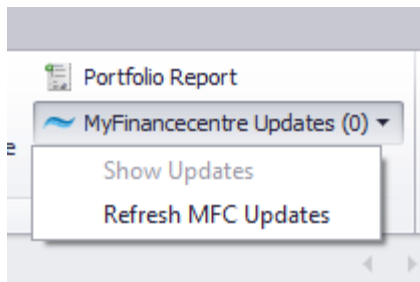 Portfolio Report
MyFinancecentre Updates (0)
e
Show Updates
Refresh MFC Updates